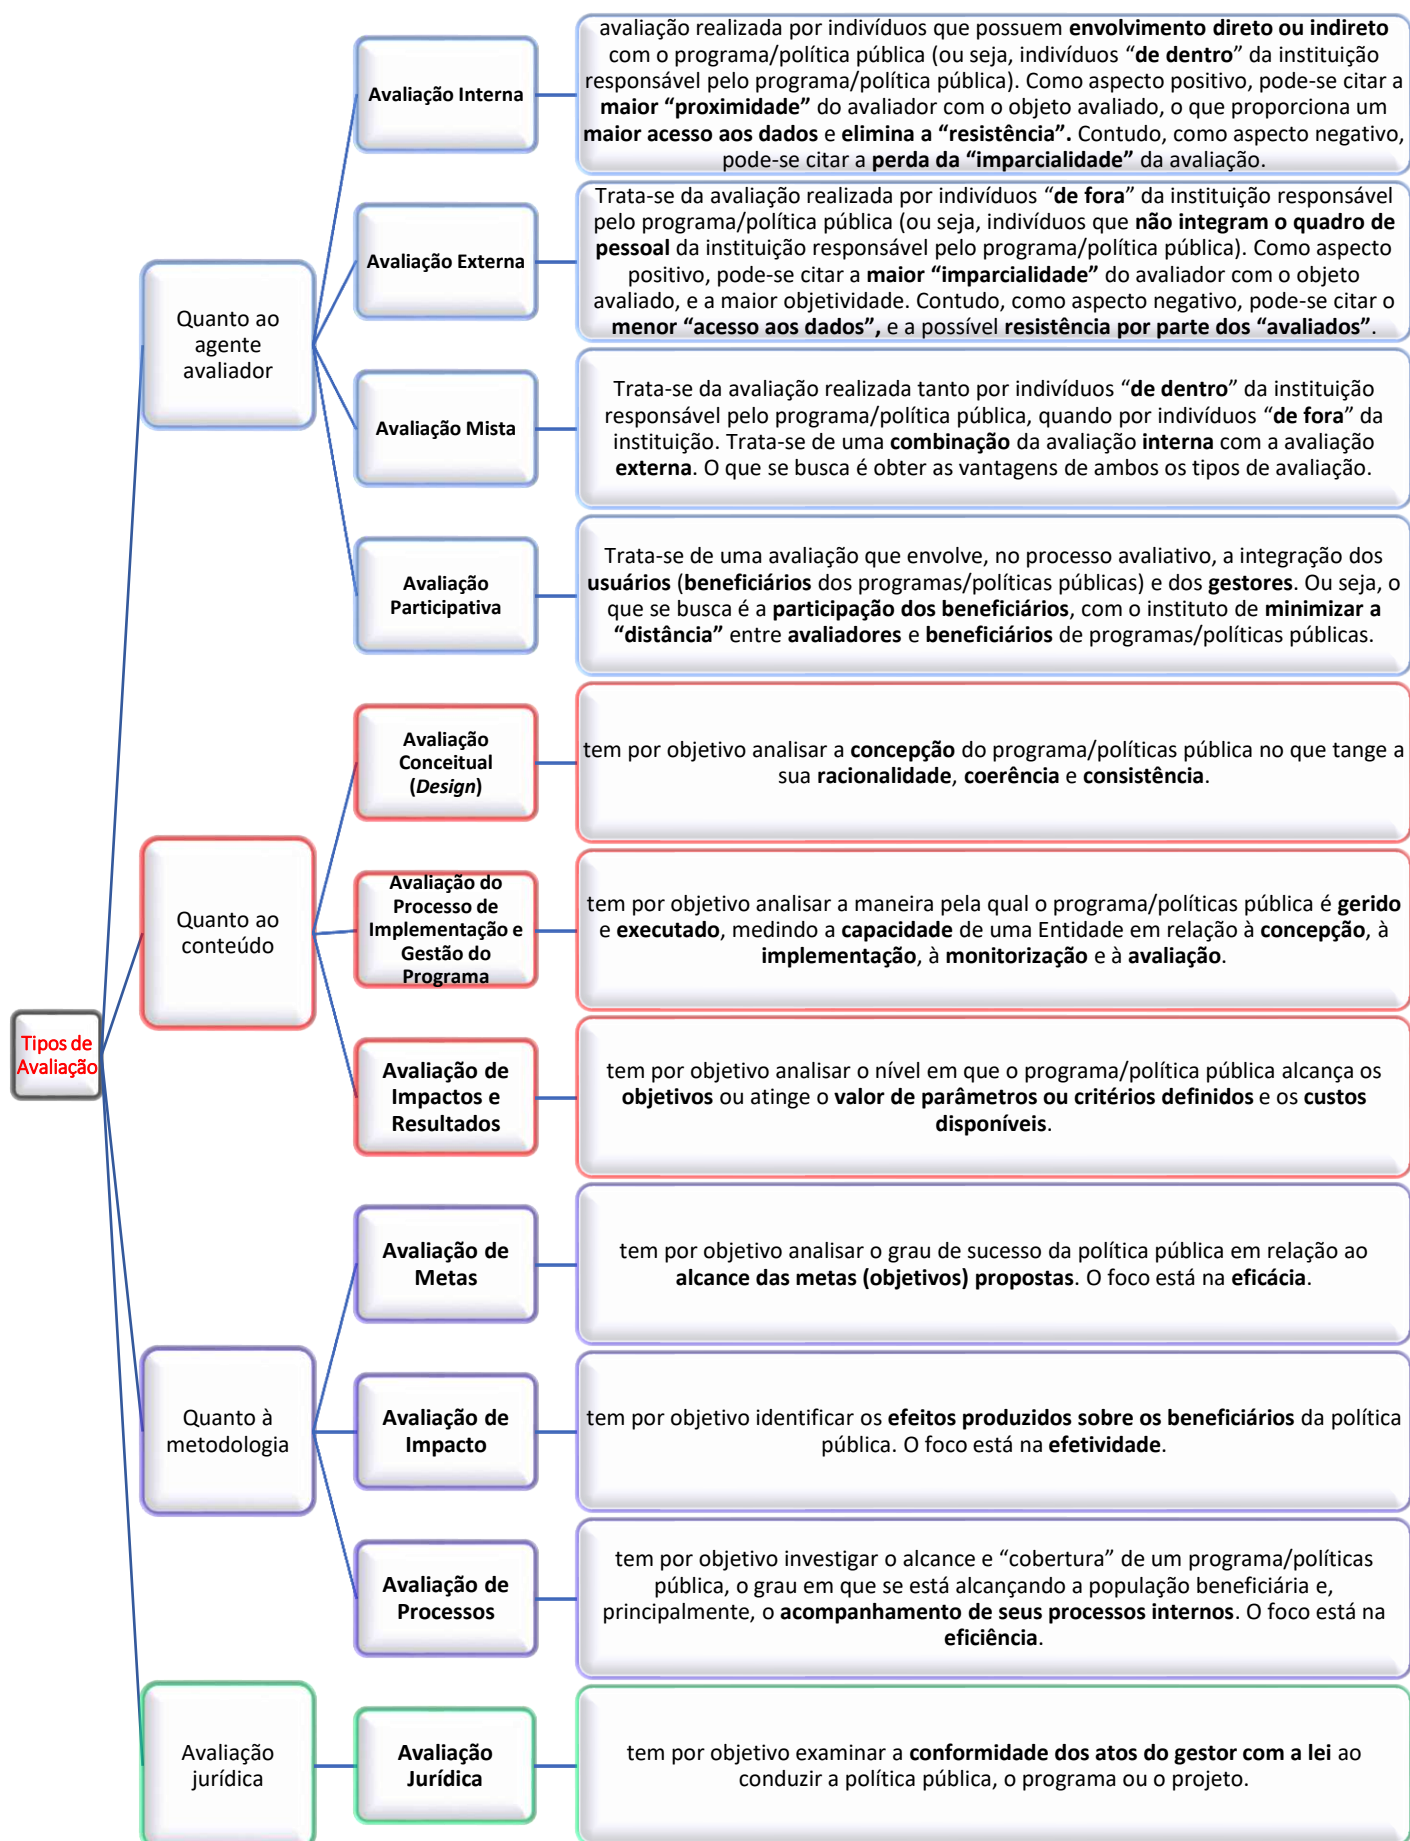 Tipos de
Avaliação
Quanto ao
agente
avaliador
Avaliação Interna
avaliação realizada por indivíduos que possuem envolvimento direto ou indireto
com o programa/política pública (ou seja, indivíduos “de dentro” da instituição
responsável pelo programa/política pública). Como aspecto positivo, pode-se citar a
maior “proximidade” do avaliador com o objeto avaliado, o que proporciona um
maior acesso aos dados e elimina a “resistência”. Contudo, como aspecto negativo,
pode-se citar a perda da “imparcialidade” da avaliação.
Avaliação Externa
Trata-se da avaliação realizada por indivíduos “de fora” da instituição responsável
pelo programa/política pública (ou seja, indivíduos que não integram o quadro de
pessoal da instituição responsável pelo programa/política pública). Como aspecto
positivo, pode-se citar a maior “imparcialidade” do avaliador com o objeto
avaliado, e a maior objetividade. Contudo, como aspecto negativo, pode-se citar o
menor “acesso aos dados”, e a possível resistência por parte dos “avaliados”.
Avaliação Mista
Trata-se da avaliação realizada tanto por indivíduos “de dentro” da instituição
responsável pelo programa/política pública, quando por indivíduos “de fora” da
instituição. Trata-se de uma combinação da avaliação interna com a avaliação
externa. O que se busca é obter as vantagens de ambos os tipos de avaliação.
Avaliação
Participativa
Trata-se de uma avaliação que envolve, no processo avaliativo, a integração dos
usuários (beneficiários dos programas/políticas públicas) e dos gestores. Ou seja, o
que se busca é a participação dos beneficiários, com o instituto de minimizar a
“distância” entre avaliadores e beneficiários de programas/políticas públicas.
Quanto ao
conteúdo
Avaliação
Conceitual
(Design)
tem por objetivo analisar a concepção do programa/políticas pública no que tange a
sua racionalidade, coerência e consistência.
Avaliação do
Processo de
Implementação e
Gestão do
Programa
tem por objetivo analisar a maneira pela qual o programa/políticas pública é gerido
e executado, medindo a capacidade de uma Entidade em relação à concepção, à
implementação, à monitorização e à avaliação.
Avaliação de
Impactos e
Resultados
tem por objetivo analisar o nível em que o programa/política pública alcança os
objetivos ou atinge o valor de parâmetros ou critérios definidos e os custos
disponíveis.
Quanto à
metodologia
Avaliação de
Metas
tem por objetivo analisar o grau de sucesso da política pública em relação ao
alcance das metas (objetivos) propostas. O foco está na eficácia.
Avaliação de
Impacto
tem por objetivo identificar os efeitos produzidos sobre os beneficiários da política
pública. O foco está na efetividade.
Avaliação de
Processos
tem por objetivo investigar o alcance e “cobertura” de um programa/políticas
pública, o grau em que se está alcançando a população beneficiária e,
principalmente, o acompanhamento de seus processos internos. O foco está na
eficiência.
Avaliação
jurídica
Avaliação
Jurídica
tem por objetivo examinar a conformidade dos atos do gestor com a lei ao
conduzir a política pública, o programa ou o projeto.